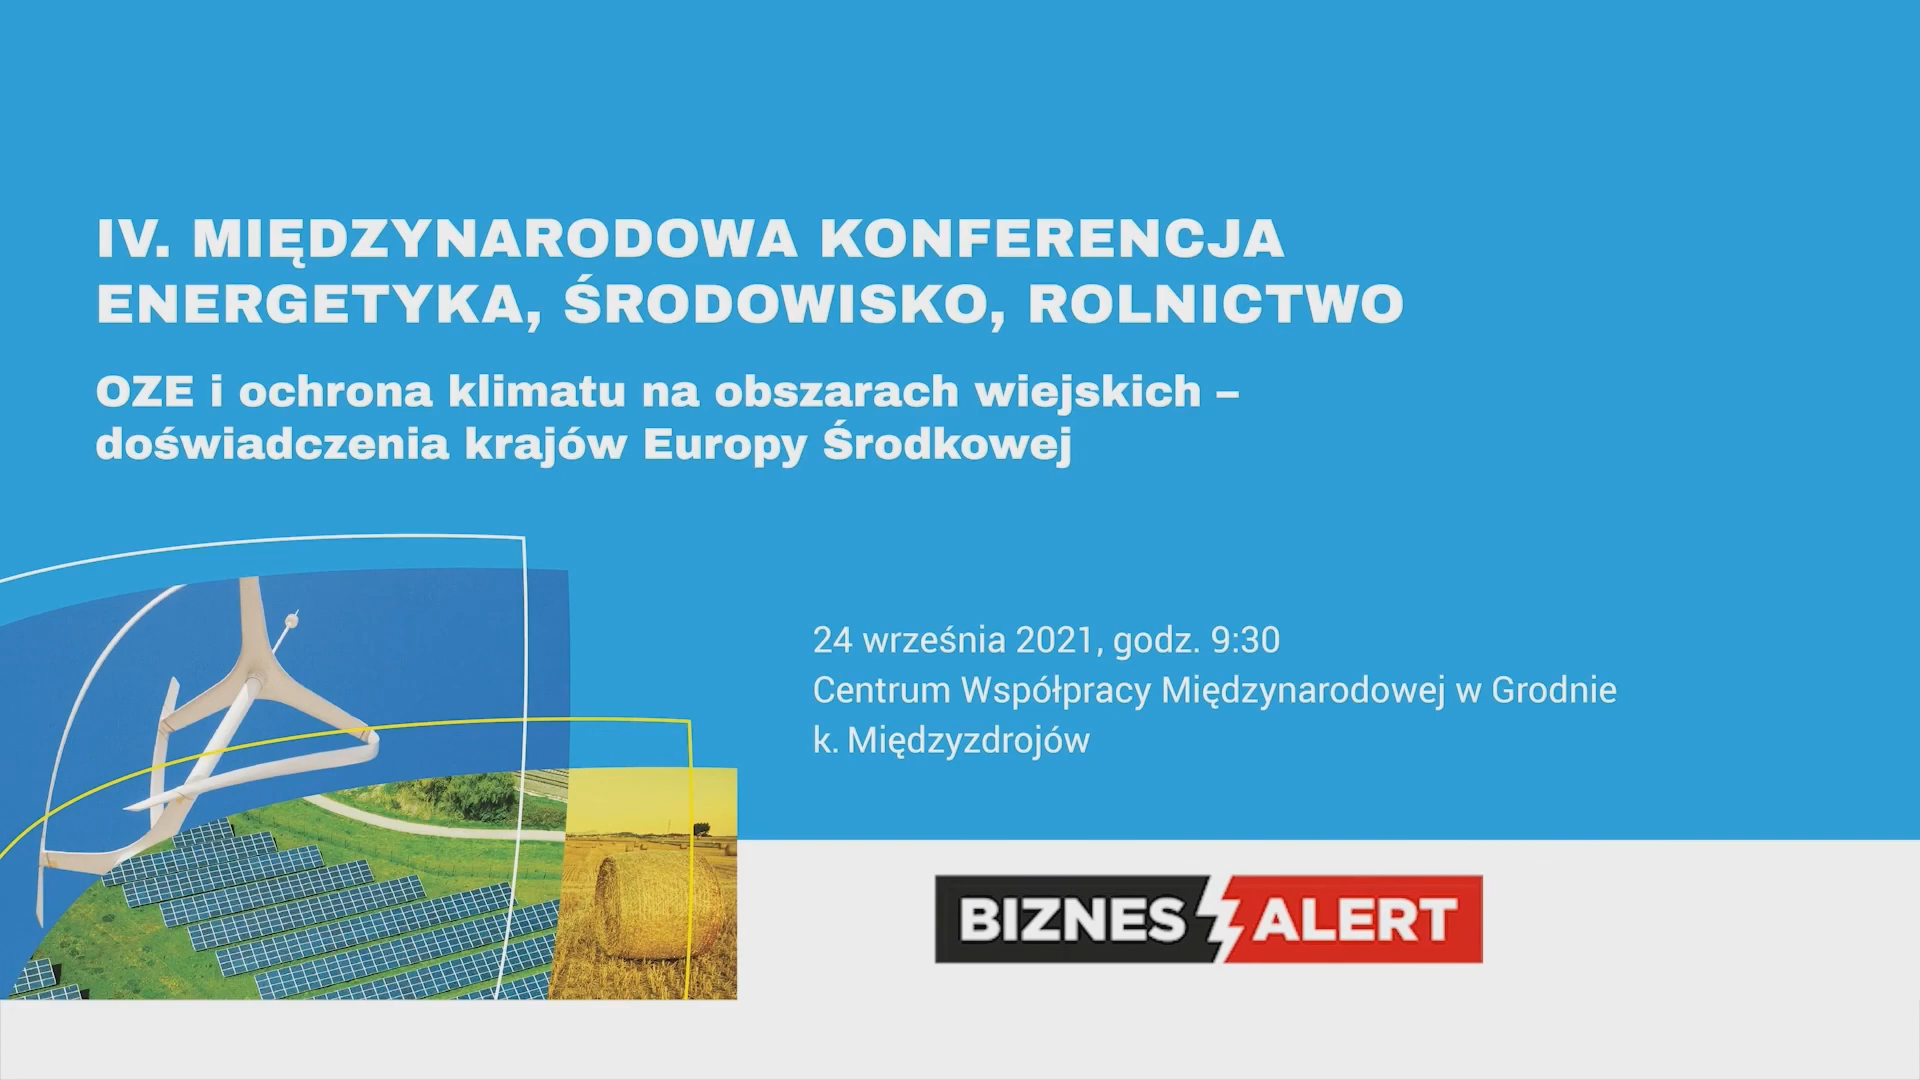 IV. MIĘDZYNARODOWA KONFERENCJA
ENERGETYKA, ŚRODOWISKO, ROLNICTWO
OZE i ochrona klimatu na obszarach wiejskich –
doświadczenia krajów Europy Środkowej
24 września 2021, godz. 9:30
Centrum Współpracy Międzynarodowej w Grodnie
k. Międzyzdrojów
BIZNES ALERT